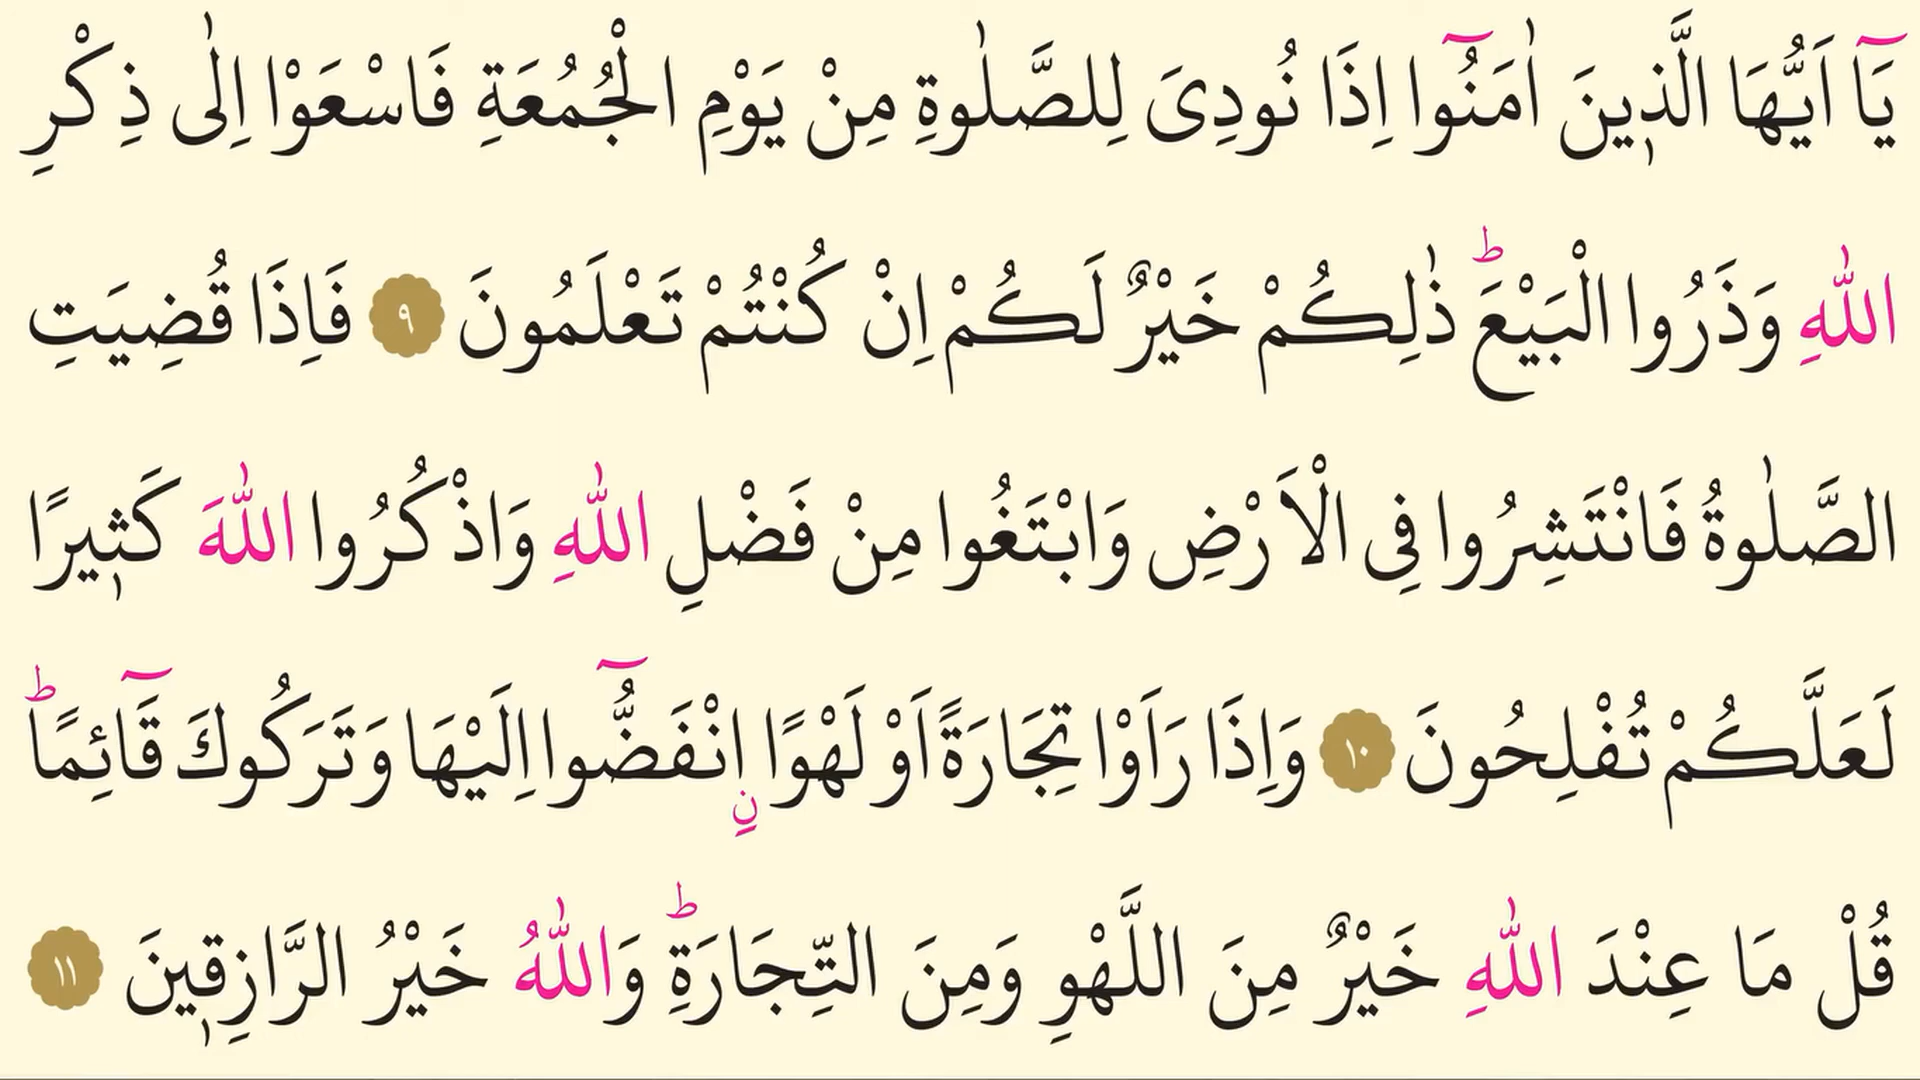 يَٓا اَيُّهَا الَّذ۪ينَ اٰمَنُٓوا اِذَا نُودِىَ لِلصَّلٰوةِ مِنْ يَوْمِ الْجُمُعَةِ فَاسْعَوْا اِلٰى ذِكْرِ
اللّٰهِ وَذَرُوا الْبَيْعَۜ ذٰلِكُمْ خَيْرٌ لَكُمْ اِنْ كُنْتُمْ تَعْلَمُونَ ٩ فَاِذَا قُضِيَتِ
الصَّلٰوةُ فَانْتَشِرُوا فِى الْاَرْضِ وَابْتَغُوا مِنْ فَضْلِ اللّٰهِ وَاذْكُرُوا اللّٰهَ كَث۪يرًا
لَعَلَّكُمْ تُفْلِحُونَ ١٠ وَاِذَا رَاَوْا تِجَارَةً اَوْ لَهْوًا نِ انْفَضُّٓوا اِلَيْهَا وَتَرَكُوكَ قَٓائِمًاۜ
قُلْ مَا عِنْدَ اللّٰهِ خَيْرٌ مِنَ اللَّهْوِ وَمِنَ التِّجَارَةِۜ وَاللّٰهُ خَيْرُ الرَّازِق۪ينَ ١١